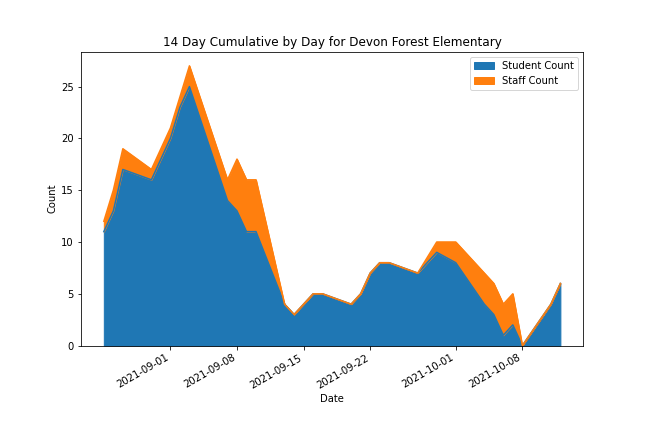 14 Day Cumulative by Day for Devon Forest Elementary
Student Count
Staff Count
25
20
15
10
5
0
Count
2021-09-01
2021-09-08
2021-09-15
2021-09-22
2021-10-01
2021-10-08
Date